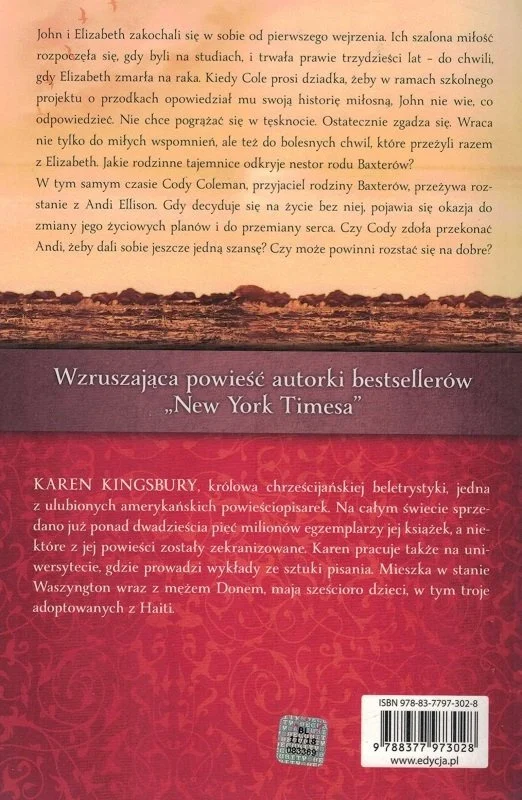 John i Elizabeth zakochali się w sobie od pierwszego wejrzenia. Ich szalona miłość
rozpoczęła się, gdy byli na studiach, i trwała prawie trzydzieści lat – do chwili,
gdy Elizabeth zmarła na raka. Kiedy Cole prosi dziadka, żeby w ramach szkolnego
projektu o przodkach opowiedział mu swoją historię miłosną, John nie wie, co
odpowiedzieć. Nie chce pogrążać się w tęsknocie. Ostatecznie zgadza się. Wraca
nie tylko do miłych wspomnień, ale też do bolesnych chwil, które przeżyli razem
z Elizabeth. Jakie rodzinne tajemnice odkryje nestor rodu Baxterów?
W tym samym czasie Cody Coleman, przyjaciel rodziny Baxterów, przeżywa roz-
stanie z Andi Ellison. Gdy decyduje się na życie bez niej, pojawia się okazja do
zmiany jego życiowych planów i do przemiany serca. Czy Cody zdoła przekonać
Andi, żeby dali sobie jeszcze jedną szansę? Czy może powinni rozstać się na dobre?
Wzruszająca powieść autorki bestsellerów
„New York Timesa”
KAREN KINGSBURY, królowa chrześcijańskiej beletrystyki, jedna
z ulubionych amerykańskich powieściopisarek. Na całym świecie sprze-
dano już ponad dwadzieścia pięć milionów egzemplarzy jej książek, a nie-
które z jej powieści zostały zekranizowane. Karen pracuje także na uni-
wersytecie, gdzie prowadzi wykłady ze sztuki pisania. Mieszka w stanie
Waszyngton wraz z mężem Donem, mają sześcioro dzieci, w tym troje
adoptowanych z Haiti.
ISBN 978-83-7797-302-8
9 788377 973028
www.edycja.pl
BL
11/13
083369